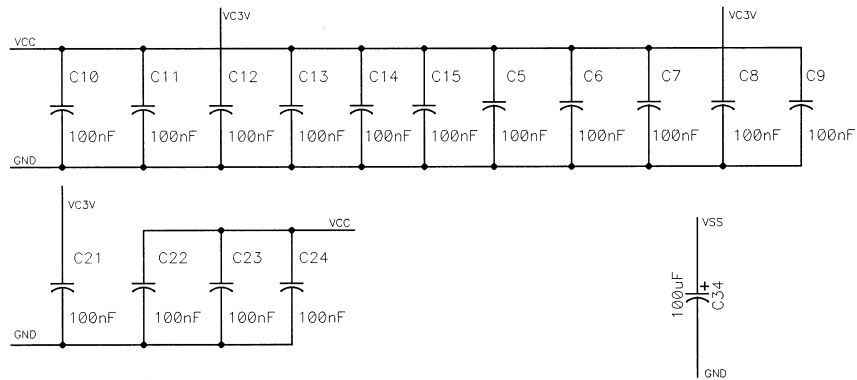 VC3V VC3V
VCC
C10 C11 C12 C13 C14 C15 C5 C6 C7 C8 C9
100nF 100nF 100nF 100nF 100nF 100nF 100nF 100nF 100nF 100nF 100nF
GND
VC3V
VCC
VSS
C21 C22 C23 C24
100uF + C34
100nF 100nF 100nF 100nF
GND
GND